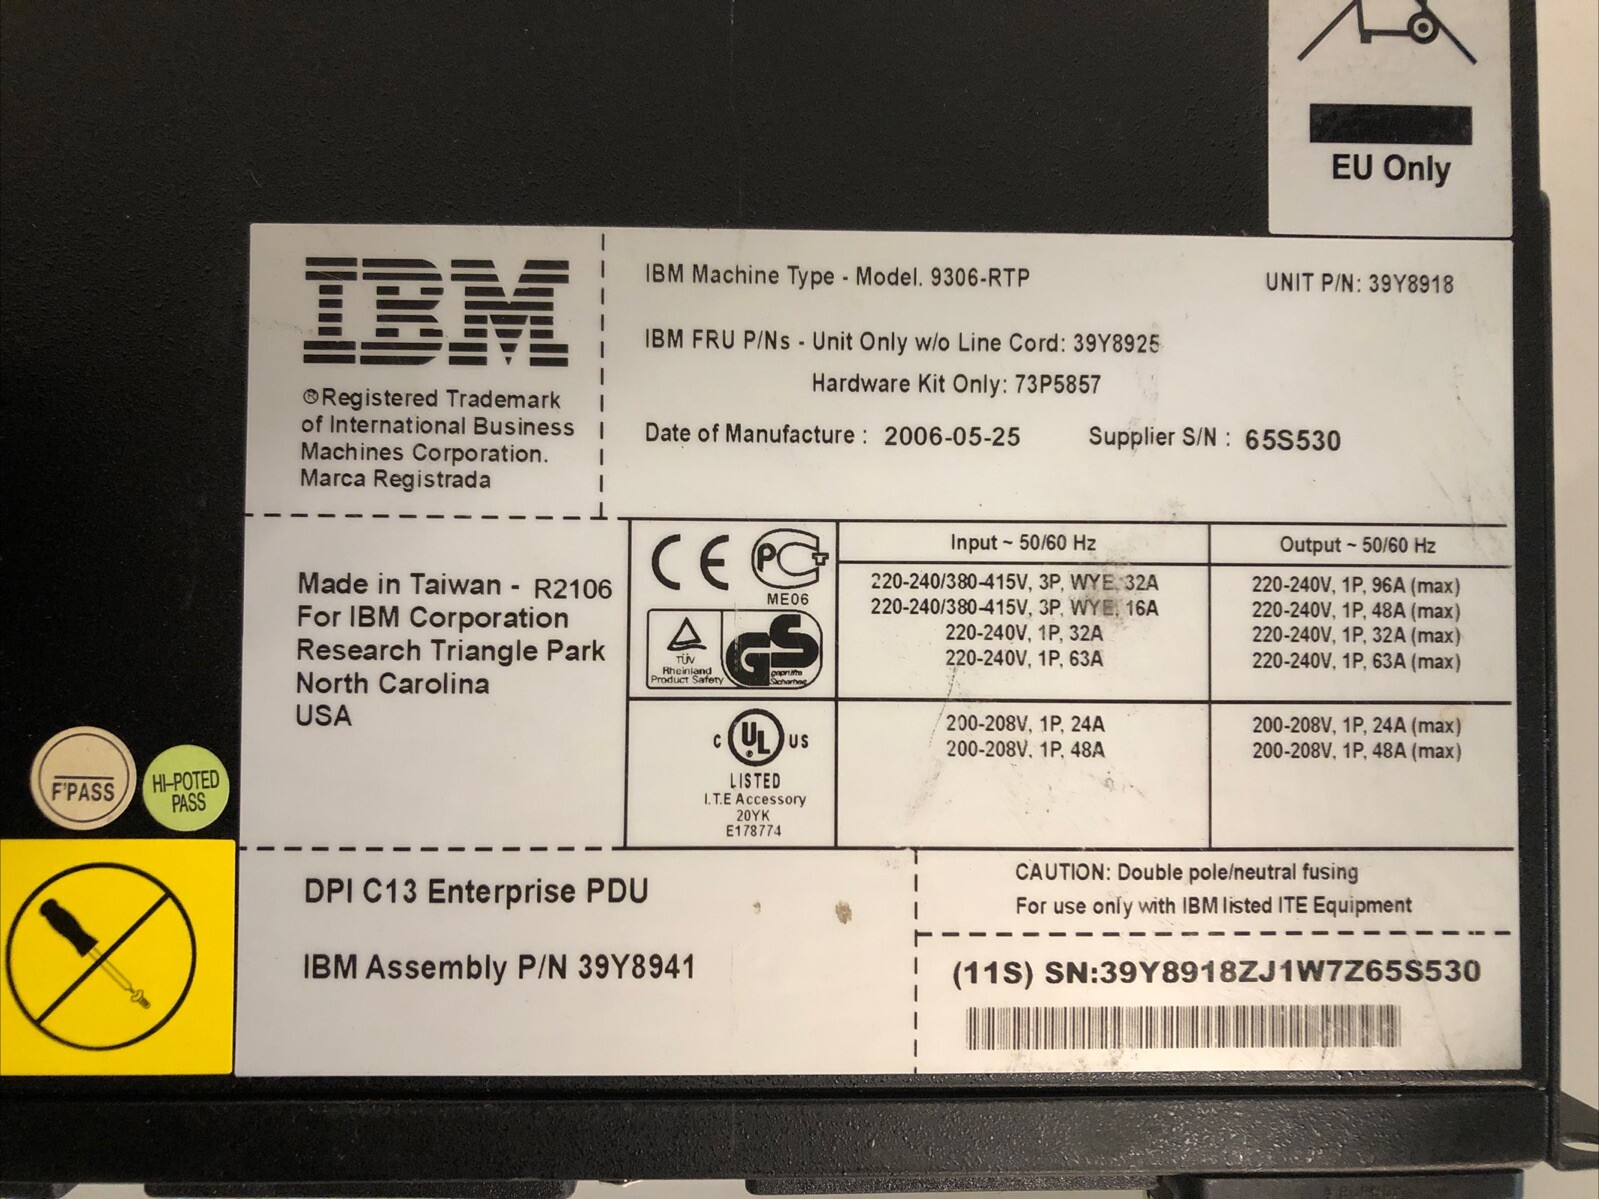 EU Only
IBM
IBM Machine Type - Model. 9306-RTP
UNIT P/N: 39Y8918
IBM FRU P/Ns - Unit Only w/o Line Cord: 39Y8925
Hardware Kit Only: 73P5857
Date of Manufacture : 2006-05-25
Supplier S/N : 65S530
®Registered Trademark
of International Business
Machines Corporation.
Marca Registrada
Made in Taiwan - R2106
For IBM Corporation
Research Triangle Park
North Carolina
USA
CE
PCT
ME06
TÜV
Rheinland
Product Safety
GS
geprüfte
Sicherheit
Input ~ 50/60 Hz
220-240/380-415V, 3P, WYE, 32A
220-240/380-415V, 3P, WYE, 16A
220-240V, 1P, 32A
220-240V, 1P, 63A
Output ~ 50/60 Hz
220-240V, 1P, 96A (max)
220-240V, 1P, 48A (max)
220-240V, 1P, 32A (max)
220-240V, 1P, 63A (max)
C UL US
LISTED
I.T.E Accessory
20YK
E178774
200-208V, 1P, 24A
200-208V, 1P, 48A
200-208V, 1P, 24A (max)
200-208V, 1P, 48A (max)
F'PASS
HI-POTED
PASS
DPI C13 Enterprise PDU
IBM Assembly P/N 39Y8941
CAUTION: Double pole/neutral fusing
For use only with IBM listed ITE Equipment
(11S) SN:39Y8918ZJ1W7Z65S530